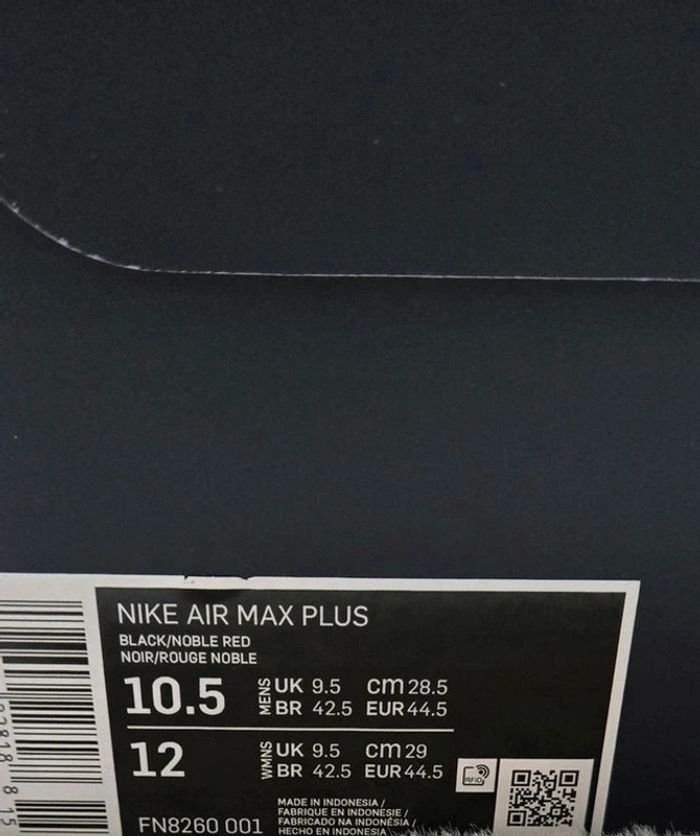 NIKE AIR MAX PLUS
BLACK/NOBLE RED
NOIR/ROUGE NOBLE
10.5 MENS UK 9.5 cm 28.5
BR 42.5 EUR 44.5
12 WMNS UK 9.5 cm 29
BR 42.5 EUR 44.5
RFID
FN8260 001
MADE IN INDONESIA /
FABRIQUE EN INDONESIE /
FABRICADO NA INDONÉSIA /
HECHO EN INDONESIA
8 15